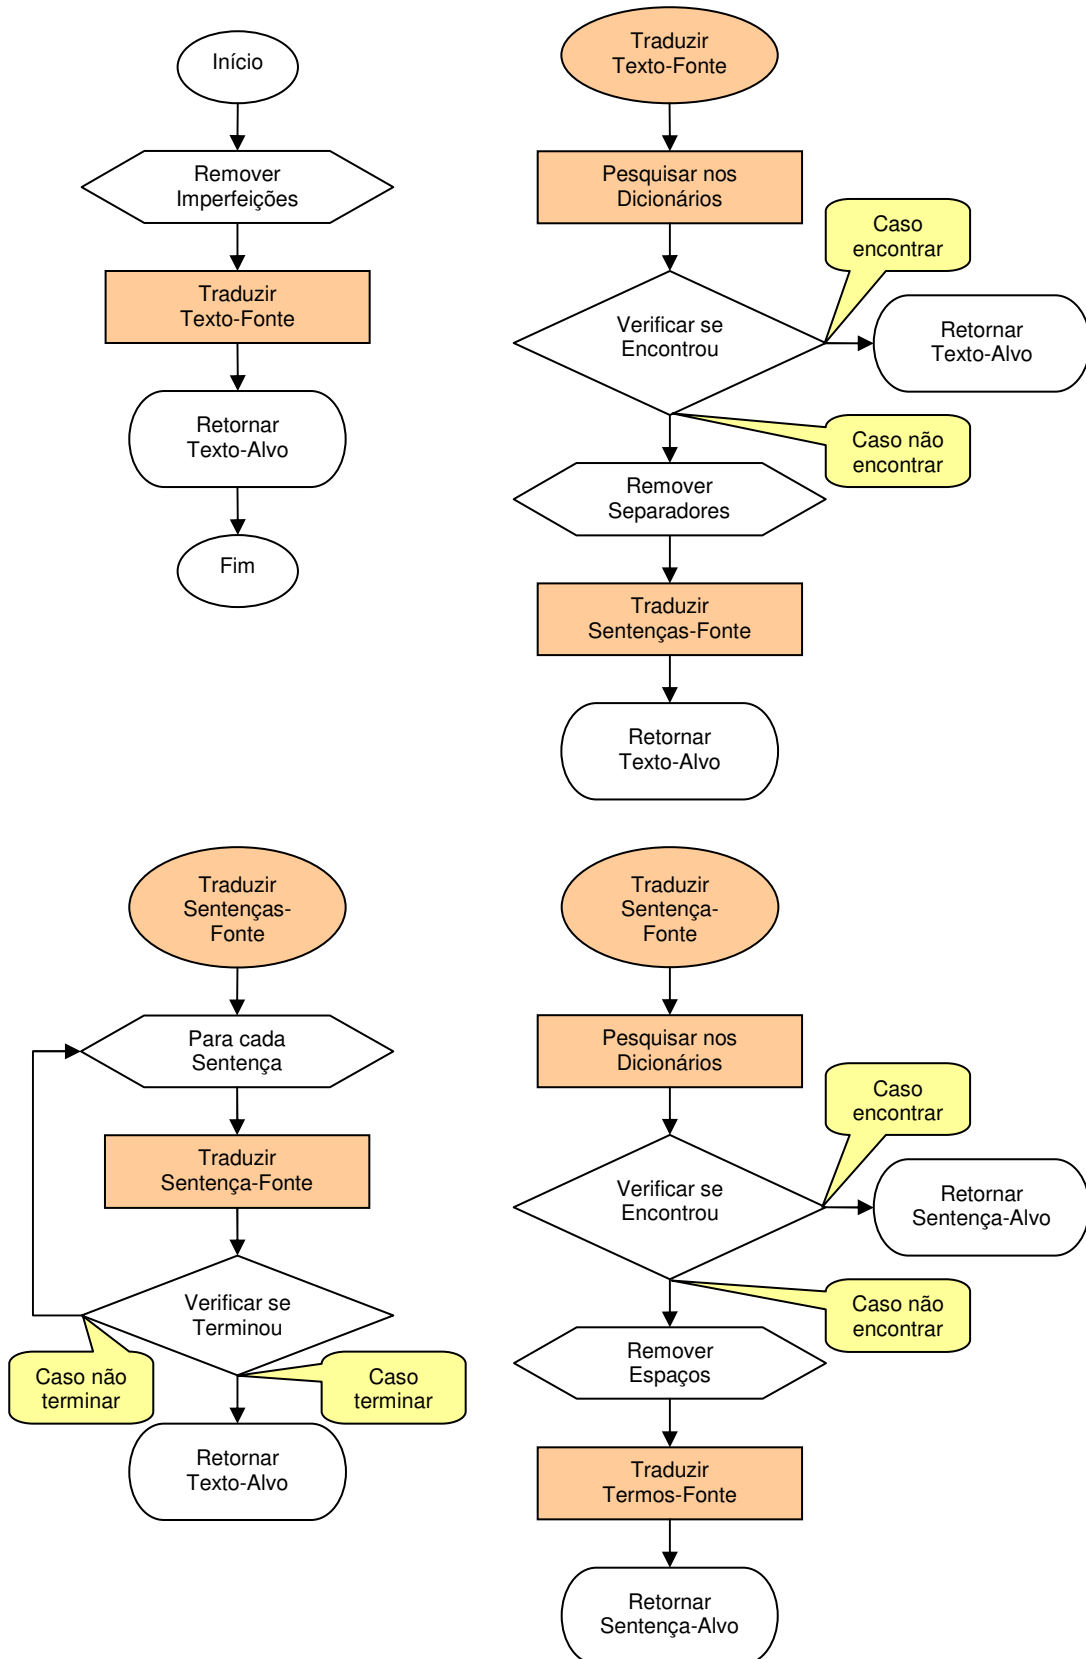 Início
Remover
Imperfeições
Traduzir
Texto-Fonte
Retornar
Texto-Alvo
Fim
Traduzir
Texto-Fonte
Pesquisar nos
Dicionários
Caso
encontrar
Verificar se
Encontrou
Retornar
Texto-Alvo
Caso não
encontrar
Remover
Separadores
Traduzir
Sentenças-Fonte
Retornar
Texto-Alvo
Traduzir
Sentenças-
Fonte
Para cada
Sentença
Traduzir
Sentença-Fonte
Verificar se
Terminou
Caso não
terminar
Caso
terminar
Retornar
Texto-Alvo
Traduzir
Sentença-
Fonte
Pesquisar nos
Dicionários
Caso
encontrar
Verificar se
Encontrou
Retornar
Sentença-Alvo
Caso não
encontrar
Remover
Espaços
Traduzir
Termos-Fonte
Retornar
Sentença-Alvo